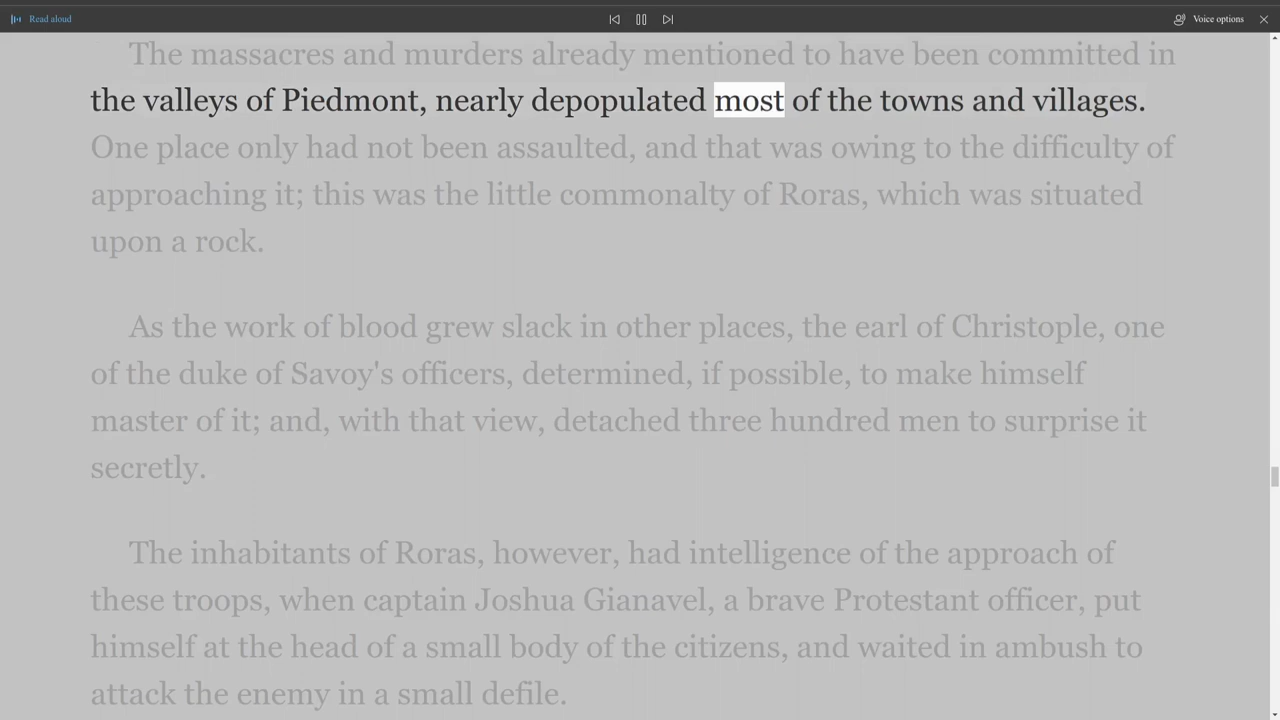 Read aloud
Voice options
The massacres and murders already mentioned to have been committed in
the valleys of Piedmont, nearly depopulated most of the towns and villages.
One place only had not been assaulted, and that was owing to the difficulty of
approaching it; this was the little commonalty of Roras, which was situated
upon a rock.
As the work of blood grew slack in other places, the earl of Christople, one
of the duke of Savoy's officers, determined, if possible, to make himself
master of it; and, with that view, detached three hundred men to surprise it
secretly.
The inhabitants of Roras, however, had intelligence of the approach of
these troops, when captain Joshua Gianavel, a brave Protestant officer, put
himself at the head of a small body of the citizens, and waited in ambush to
attack the enemy in a small defile.